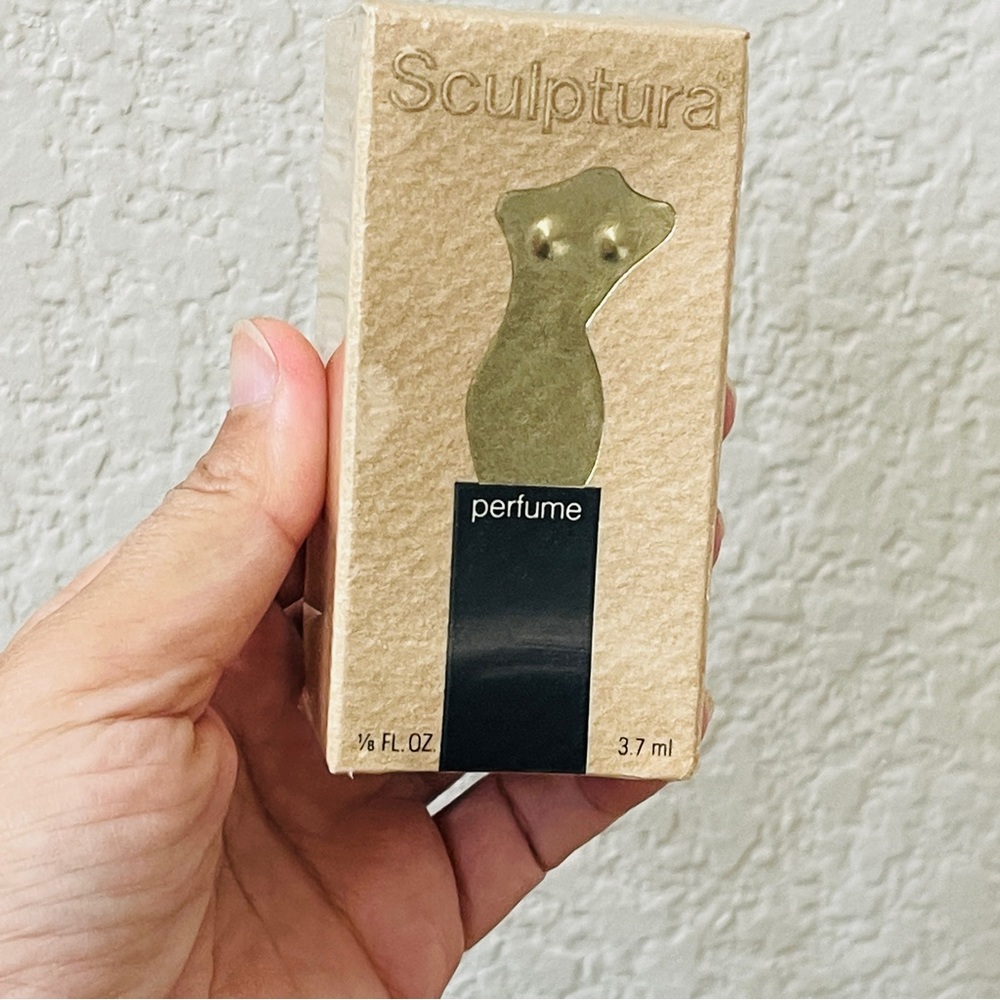 Sculptura®
perfume
⅛ FL. OZ.
3.7 ml